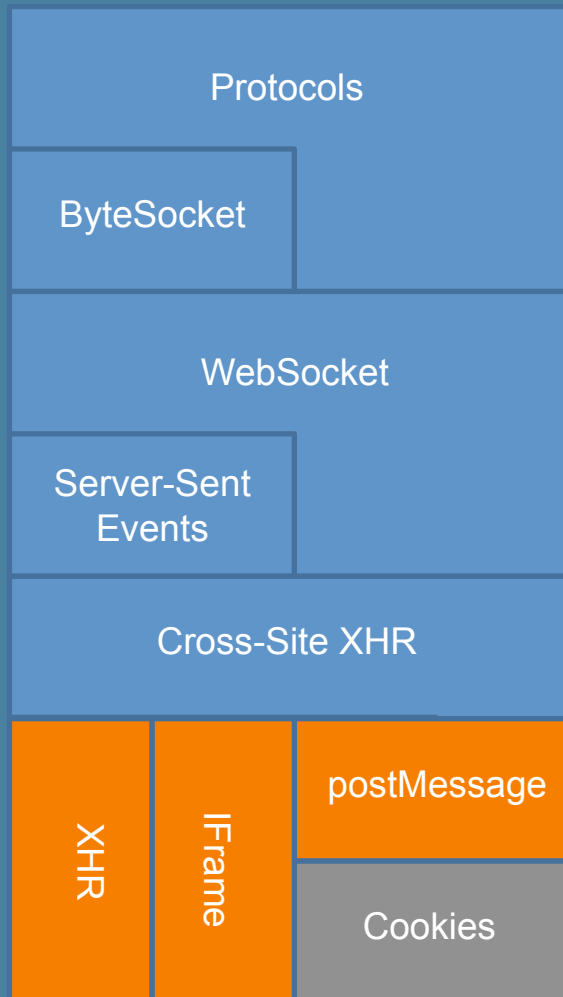 Protocols
ByteSocket
WebSocket
Server-Sent
Events
Cross-Site XHR
XHR
IFrame
postMessage
Cookies